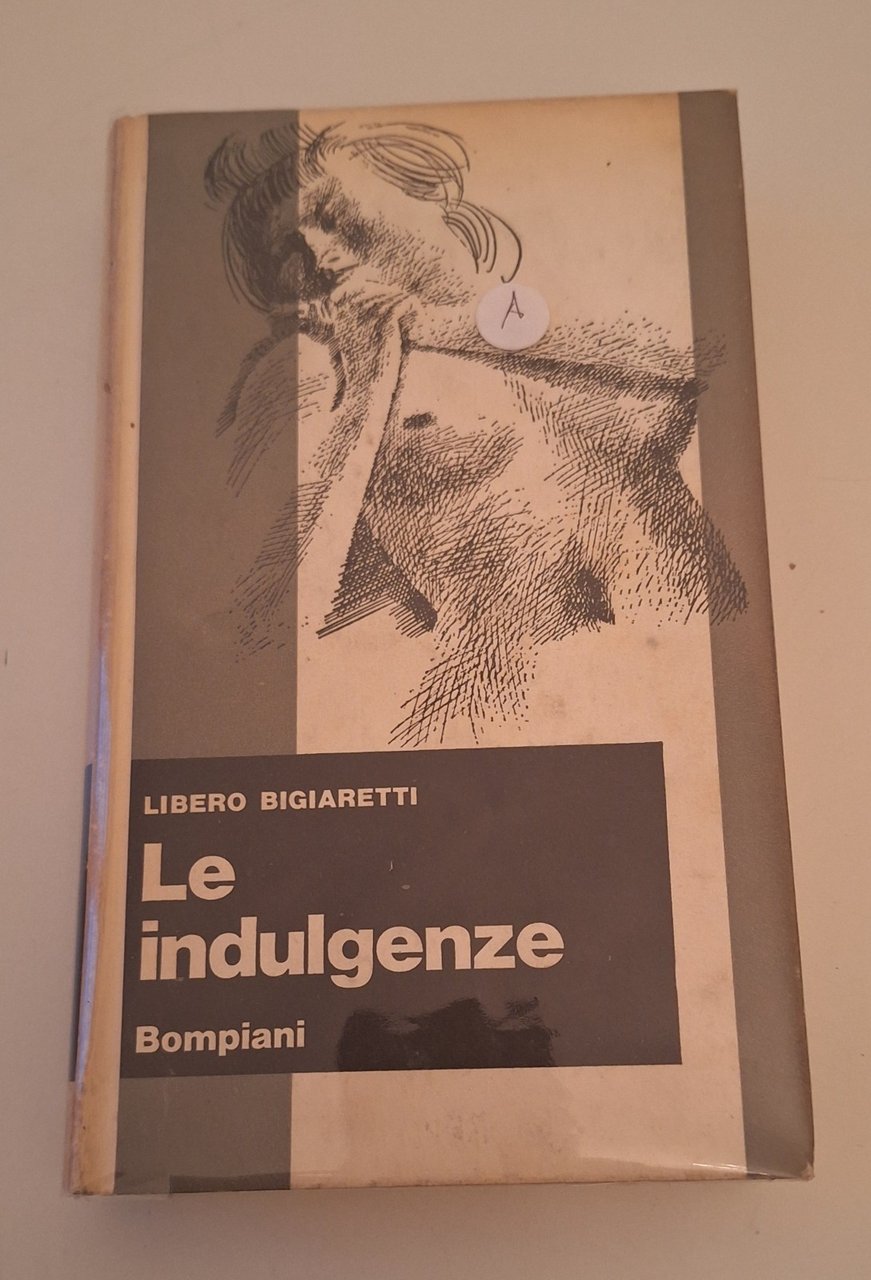 A
LIBERO BIGIARETTI
Le
indulgenze
Bompiani